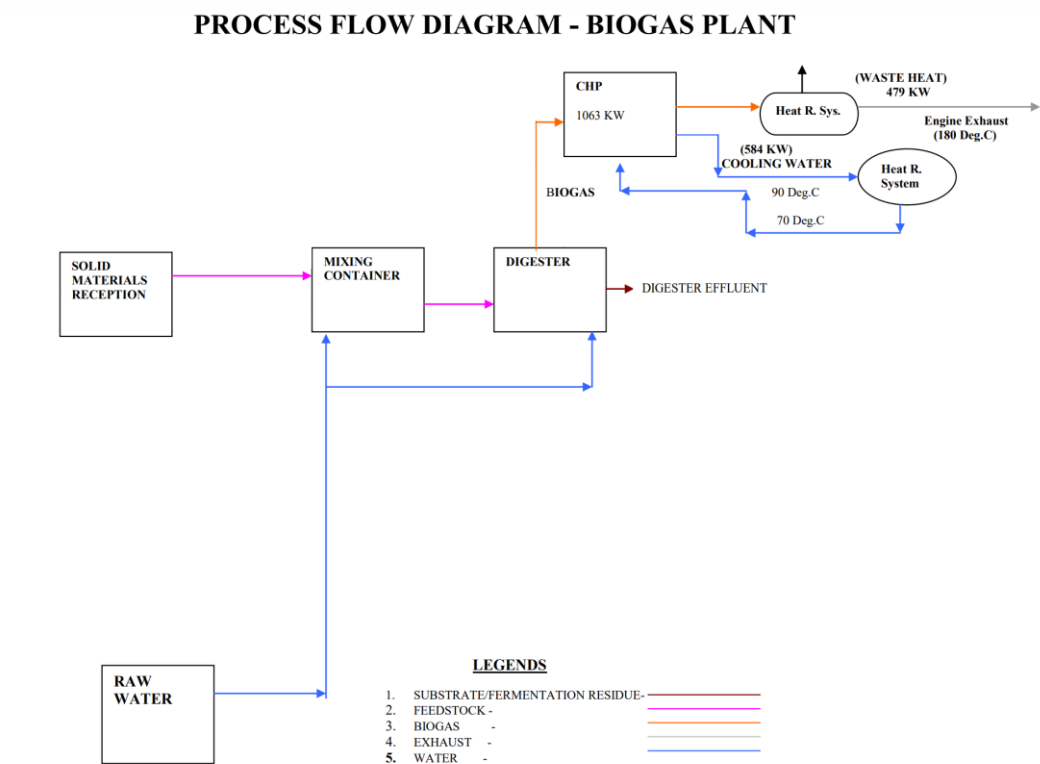 PROCESS FLOW DIAGRAM - BIOGAS PLANT
CHP
1063 KW
Heat R. Sys.
(WASTE HEAT)
479 KW
Engine Exhaust
(180 Deg.C)
(584 KW)
COOLING WATER
Heat R.
System
90 Deg.C
70 Deg.C
BIOGAS
SOLID
MATERIALS
RECEPTION
MIXING
CONTAINER
DIGESTER
DIGESTER EFFLUENT
RAW
WATER
LEGENDS
1. SUBSTRATE/FERMENTATION RESIDUE-
2. FEEDSTOCK -
3. BIOGAS -
4. EXHAUST -
5. WATER -